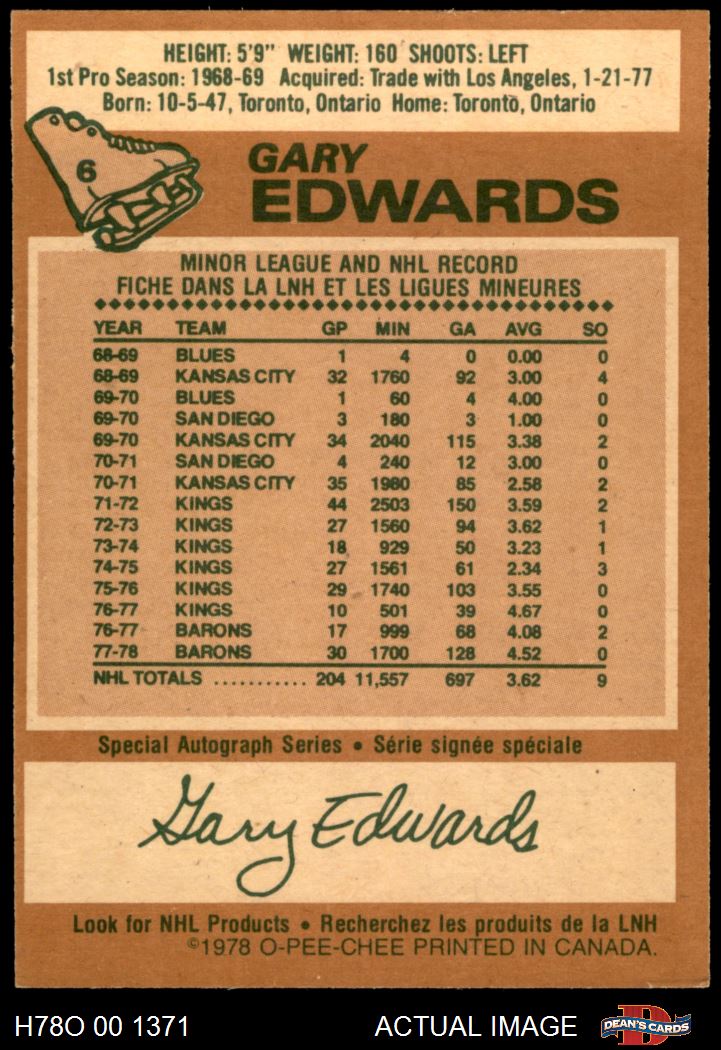 HEIGHT: 5'9" WEIGHT: 160 SHOOTS: LEFT
1st Pro Season: 1968-69 Acquired: Trade with Los Angeles, 1-21-77
Born: 10-5-47, Toronto, Ontario Home: Toronto, Ontario
6
GARY
EDWARDS
MINOR LEAGUE AND NHL RECORD
FICHE DANS LA LNH ET LES LIGUES MINEURES
YEAR TEAM GP MIN GA AVG SO
68-69 BLUES 1 4 0 0.00 0
68-69 KANSAS CITY 32 1760 92 3.00 4
69-70 BLUES 1 60 4 4.00 0
69-70 SAN DIEGO 3 180 3 1.00 0
69-70 KANSAS CITY 34 2040 115 3.38 2
70-71 SAN DIEGO 4 240 12 3.00 0
70-71 KANSAS CITY 35 1980 85 2.58 2
71-72 KINGS 44 2503 150 3.59 2
72-73 KINGS 27 1560 94 3.62 1
73-74 KINGS 18 929 50 3.23 1
74-75 KINGS 27 1561 61 2.34 3
75-76 KINGS 29 1740 103 3.55 0
76-77 KINGS 10 501 39 4.67 0
76-77 BARONS 17 999 68 4.08 2
77-78 BARONS 30 1700 128 4.52 0
NHL TOTALS ........... 204 11,557 697 3.62 9
Special Autograph Series • Série signée spéciale
Gary Edwards
Look for NHL Products • Recherchez les produits de la LNH
©1978 O-PEE-CHEE PRINTED IN CANADA.
H78O 00 1371 ACTUAL IMAGE D DEAN'S CARDS